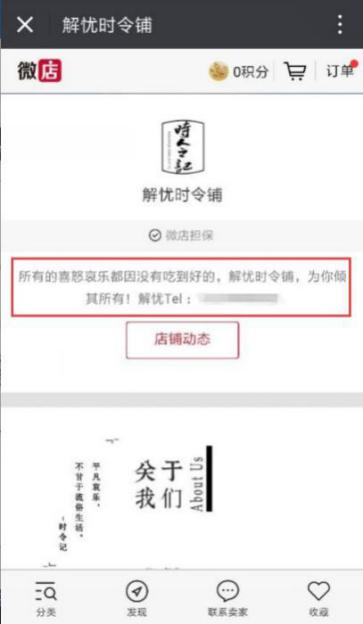 解忧时令铺
微店
0积分
订单
時人之記
解忧时令铺
微店担保
所有的喜怒哀乐都因没有吃到好的，解忧时令铺，为你倾
其所有！解忧Tel：
店铺动态
关于
我们
About Us
平凡哀乐，
不甘于流俗生活。
-时令记
分类
发现
联系卖家
收藏